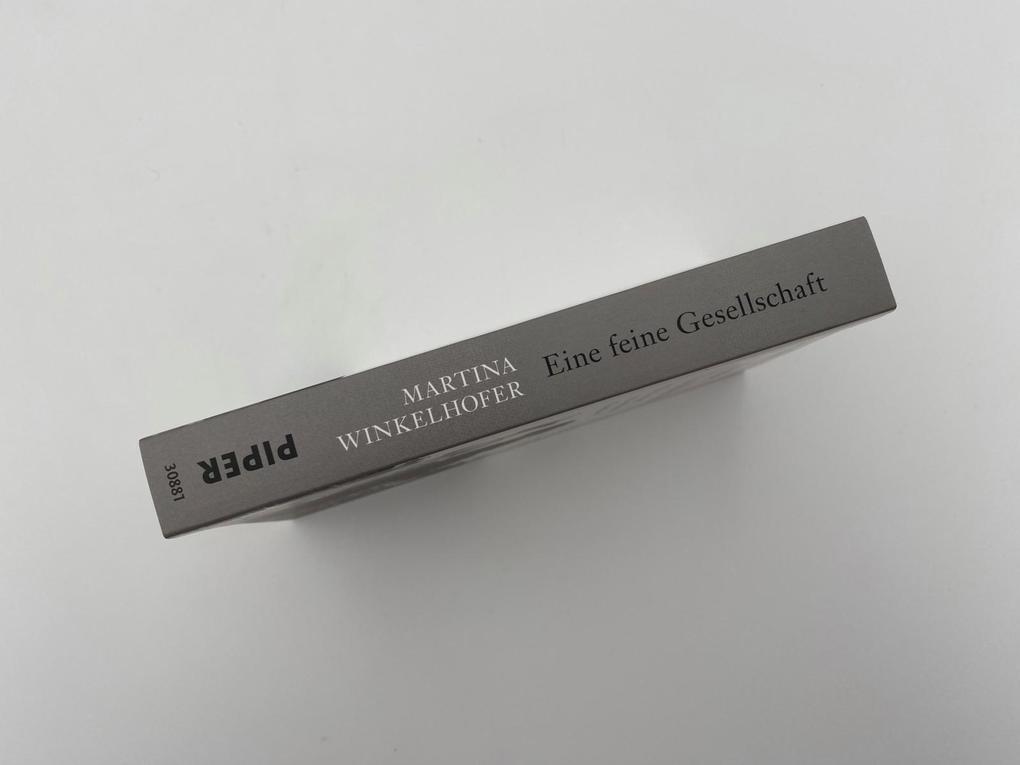 MARTINA
WINKELHOFER
Eine feine Gesellschaft
PIPER
30881